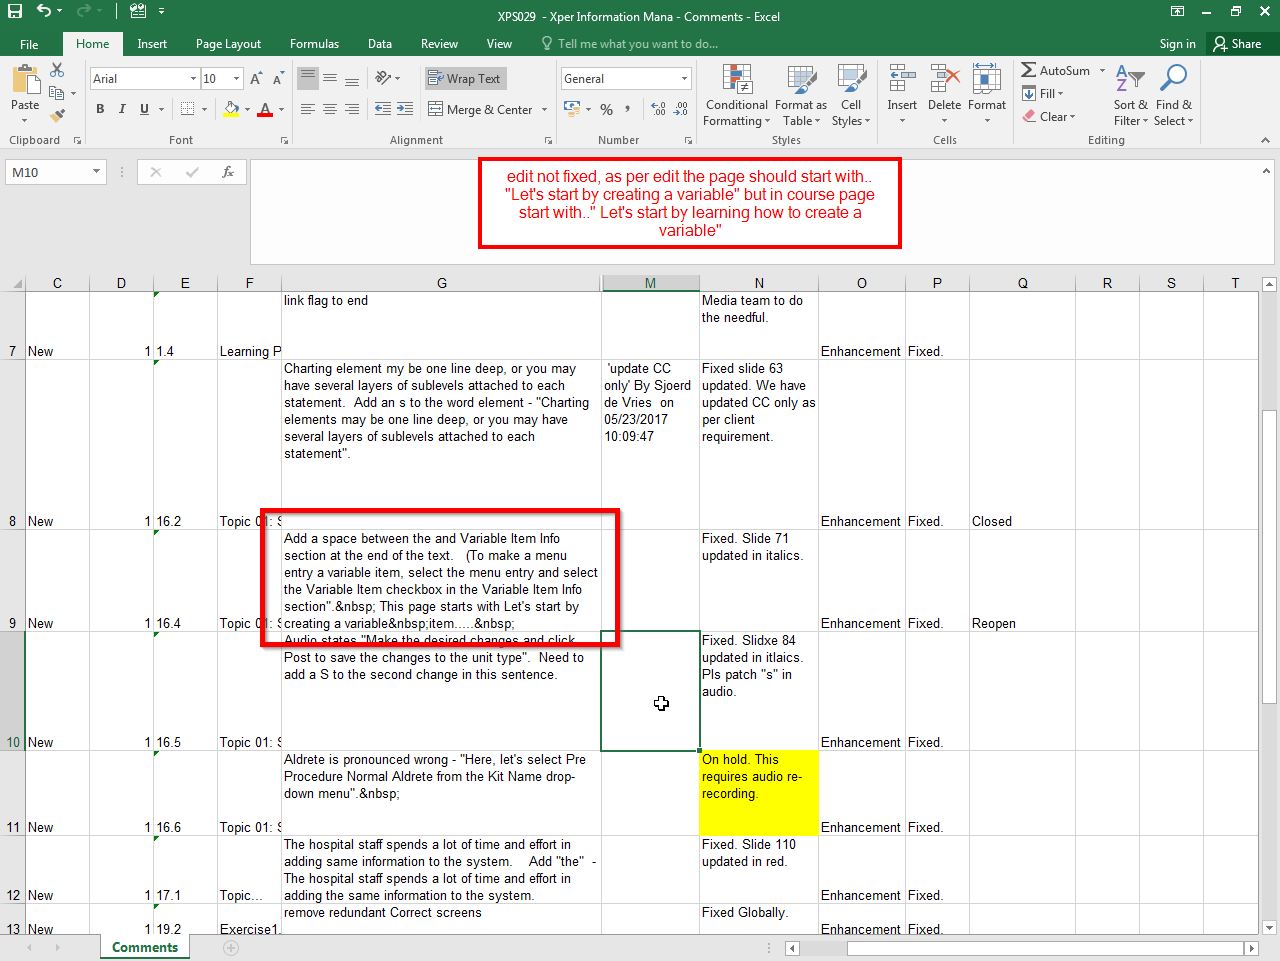 XPS029 - Xper Information Mana - Comments - Excel
File Home Insert Page Layout Formulas Data Review View Tell me what you want to do... Sign in Share
Paste
Arial 10
B I U A
Wrap Text
Merge & Center
General
%
Conditional Formatting
Format as Table
Cell Styles
Insert Delete Format
AutoSum
Fill
Clear
Sort & Filter
Find & Select
Clipboard Font Alignment Number Styles Cells Editing
M10 fx
edit not fixed, as per edit the page should start with..
"Let's start by creating a variable" but in course page
start with.." Let's start by learning how to create a
variable"
C D E F G M N O P Q R S T
link flag to end
Media team to do
the needful.
7 New 1 1.4 Learning P Enhancement Fixed.
Charting element my be one line deep, or you may
have several layers of sublevels attached to each
statement. Add an s to the word element - "Charting
elements may be one line deep, or you may have
several layers of sublevels attached to each
statement".
'update CC
only' By Sjoerd
de Vries on
05/23/2017
10:09:47
Fixed slide 63
updated. We have
updated CC only as
per client
requirement.
8 New 1 16.2 Topic 01: S Enhancement Fixed. Closed
Add a space between the and Variable Item Info
section at the end of the text. (To make a menu
entry a variable item, select the menu entry and select
the Variable Item checkbox in the Variable Item Info
section".&nbsp; This page starts with Let's start by
creating a variable&nbsp;item.....&nbsp;
Fixed. Slide 71
updated in italics.
9 New 1 16.4 Topic 01: S Enhancement Fixed. Reopen
Audio states "Make the desired changes and click
Post to save the changes to the unit type". Need to
add a S to the second change in this sentence.
Fixed. Slidxe 84
updated in itlaics.
Pls patch "s" in
audio.
10 New 1 16.5 Topic 01: S Enhancement Fixed.
Aldrete is pronounced wrong - "Here, let's select Pre
Procedure Normal Aldrete from the Kit Name drop-
down menu".&nbsp;
On hold. This
requires audio re-
recording.
11 New 1 16.6 Topic 01: S Enhancement Fixed.
The hospital staff spends a lot of time and effort in
adding same information to the system. Add "the" -
The hospital staff spends a lot of time and effort in
adding the same information to the system.
Fixed. Slide 110
updated in red.
12 New 1 17.1 Topic... Enhancement Fixed.
remove redundant Correct screens
Fixed Globally.
13 New 1 19.2 Exercise1. Enhancement Fixed.
Comments